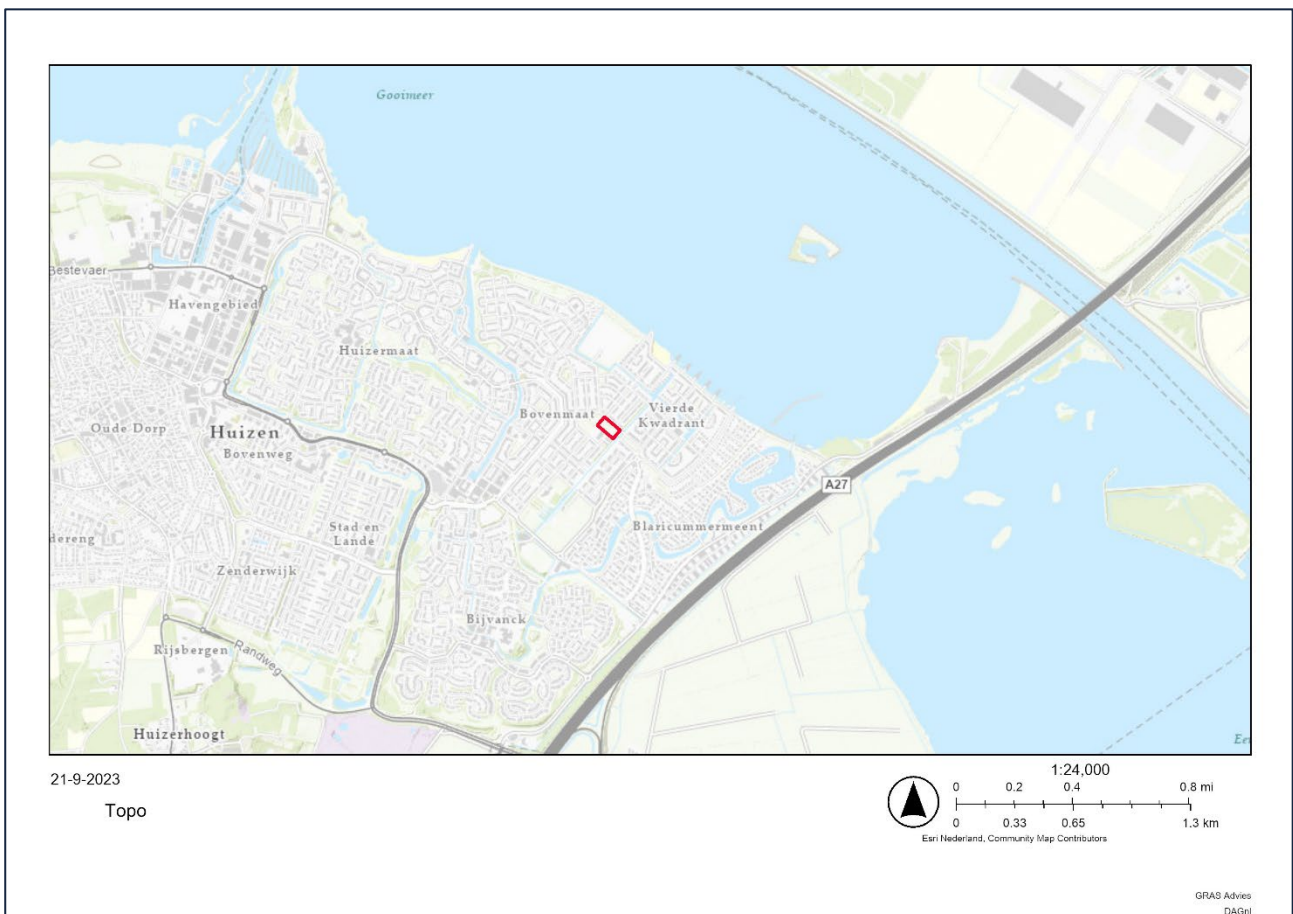 Gooimeer
Bestevaer
Havengebied
Huizermaat
Bovenmaat
Vierde
Kwadrant
Oude Dorp
Huizen
Bovenweg
A27
Stad en
Lande
Blaricummermeent
dereng
Zenderwijk
Bijvanck
Rijsbergen
Randweg
Huizerhoogt
Ee
21-9-2023
Topo
1:24,000
0 0.2 0.4 0.8 mi
0 0.33 0.65 1.3 km
Esri Nederland, Community Map Contributors
GRAS Advies
DAGnl